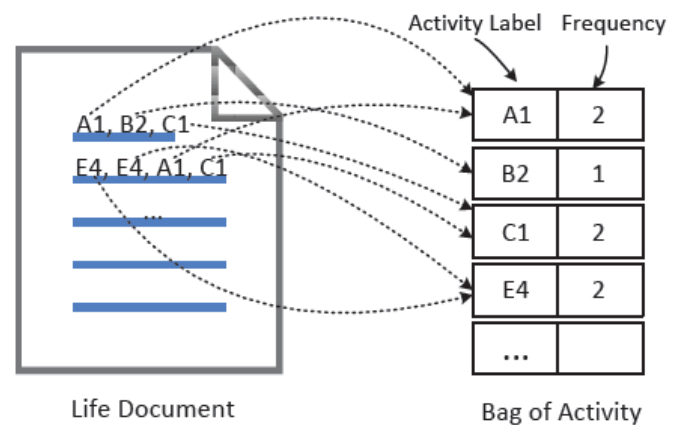 Activity Label Frequency
A1, B2, C1
E4, E4, A1, C1
...
A1 2
B2 1
C1 2
E4 2
...
Life Document
Bag of Activity